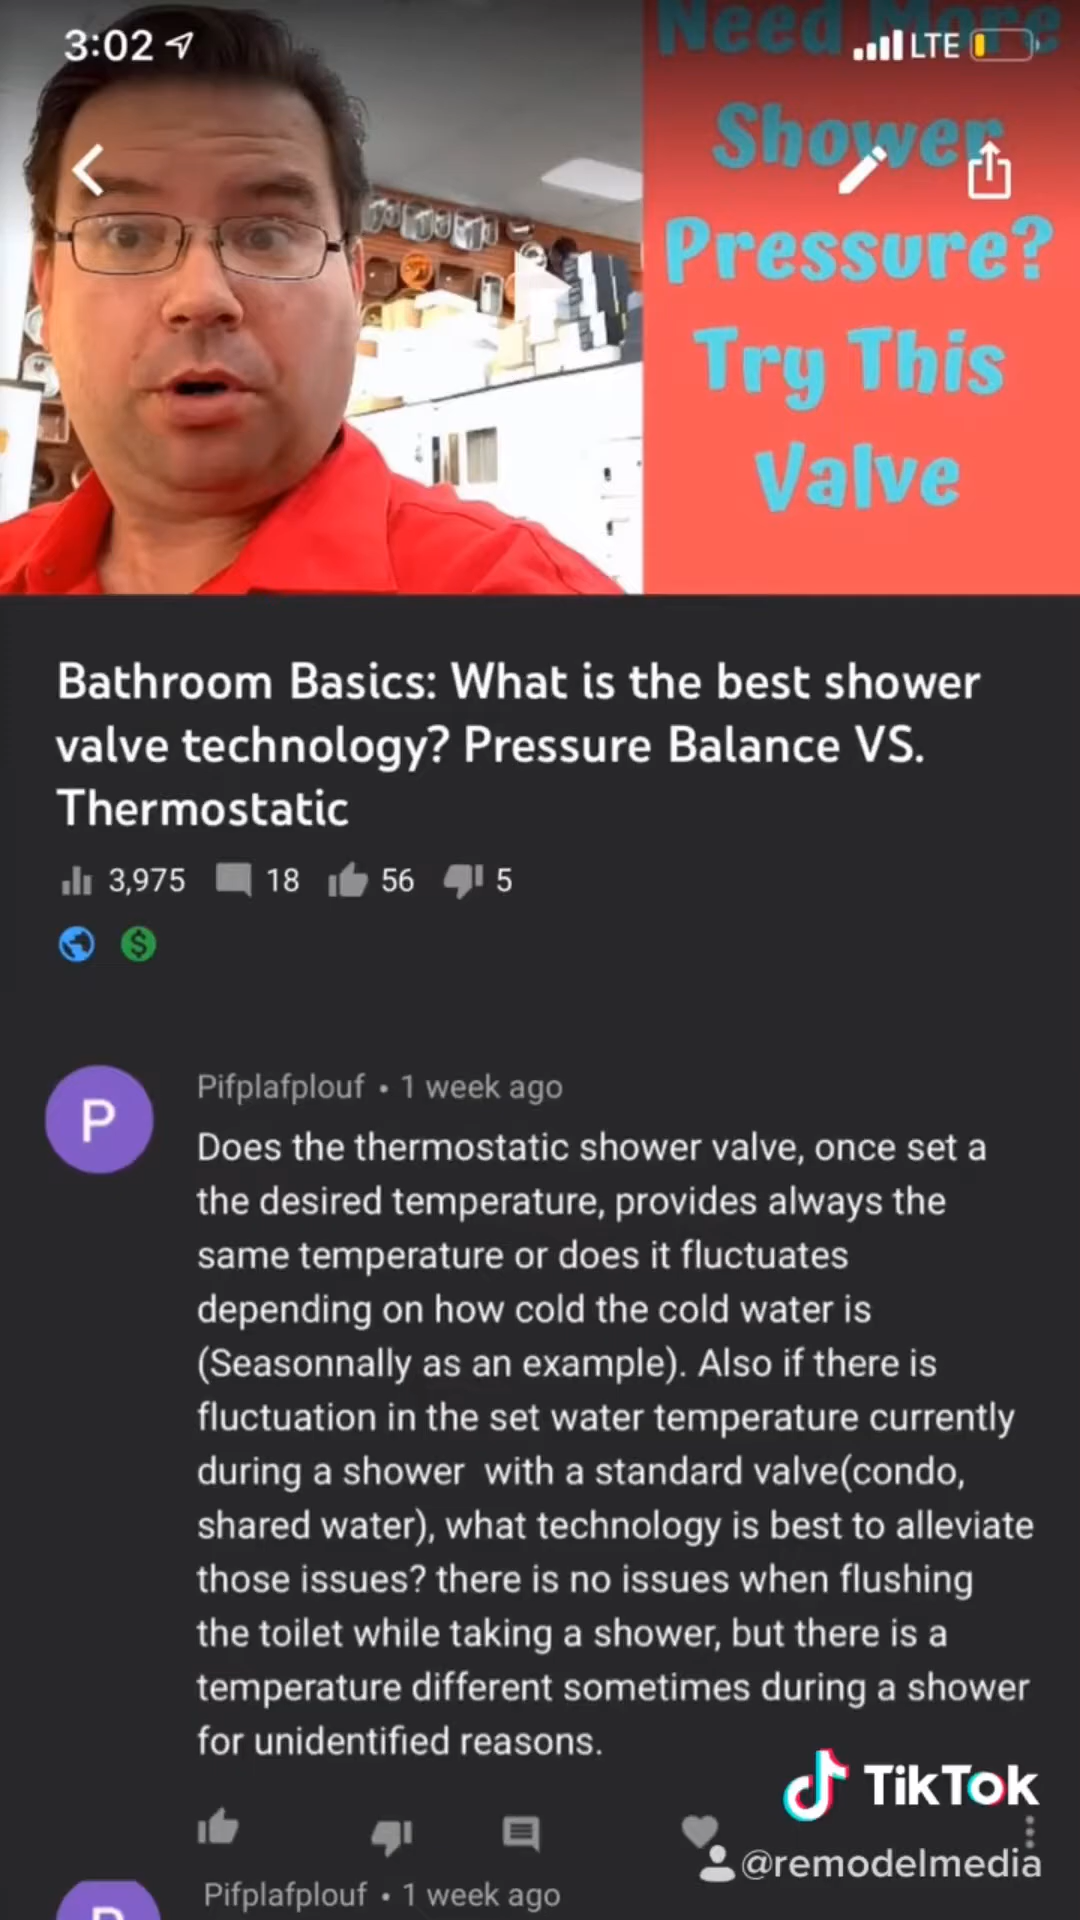 3:02
LTE
Need More
Shower
Pressure?
Try This
Valve
Bathroom Basics: What is the best shower
valve technology? Pressure Balance VS.
Thermostatic
3,975 18 56 5
$
P
Pifplafplouf • 1 week ago
Does the thermostatic shower valve, once set a
the desired temperature, provides always the
same temperature or does it fluctuates
depending on how cold the cold water is
(Seasonnally as an example). Also if there is
fluctuation in the set water temperature currently
during a shower with a standard valve(condo,
shared water), what technology is best to alleviate
those issues? there is no issues when flushing
the toilet while taking a shower, but there is a
temperature different sometimes during a shower
for unidentified reasons.
TikTok
@remodelmedia
P
Pifplafplouf • 1 week ago